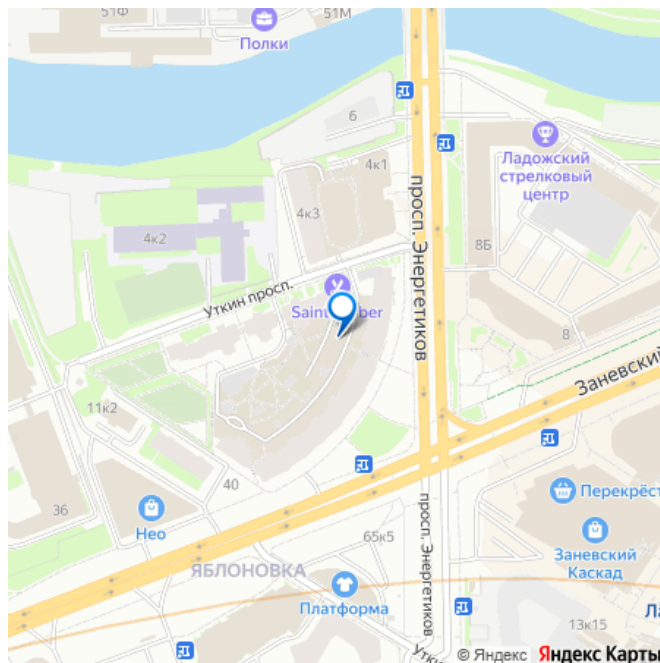 51Ф
51М
Полки
6
Ладожский
стрелковый
центр
4к1
4к3
4к2
8Б
просп. Энергетиков
Уткин просп.
8
Заневский
11к2
40
36
Нео
65к5
просп. Энергетиков
Перекрёст
Заневский
Каскад
ЯБЛОНОВКА
Платформа
13к15
© Яндекс Яндекс Карты